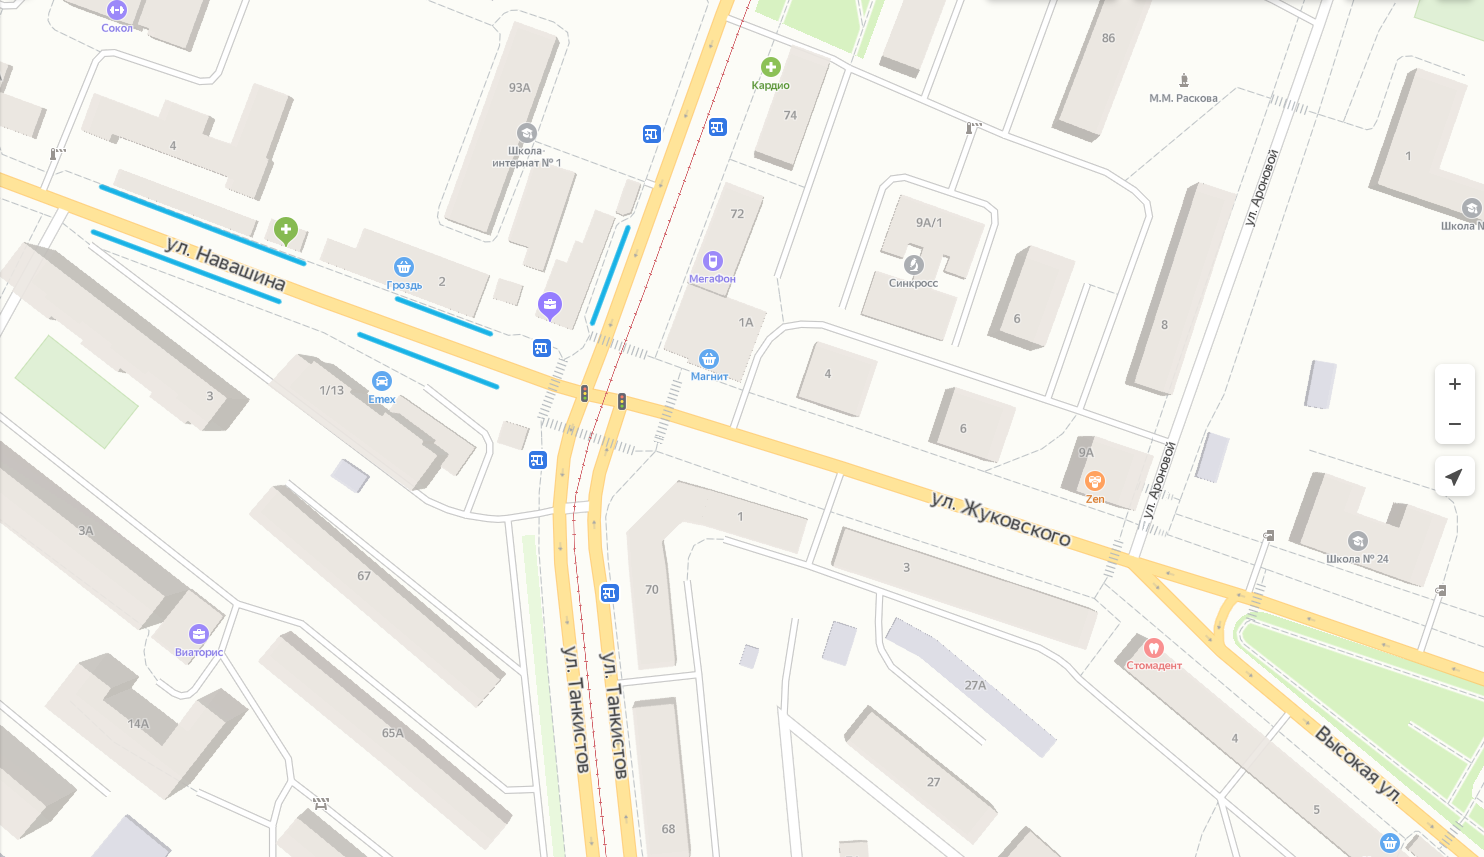 Сокол
86
93А
Кардио
М.М. Раскова
74
4
Школа-
интернат № 1
1
ул. Ароновой
72
9А/1
Школа №
ул. Навашина
МегаФон
Гроздь
2
Синкросс
1А
6
8
Магнит
4
1/13
Emex
3
6
9А
Zen
ул. Ароновой
ул. Жуковского
1
3А
Школа № 24
3
67
70
Виаторис
Стомадент
ул. Танкистов
ул. Танкистов
27А
14А
65А
4
Высокая ул.
27
5
68